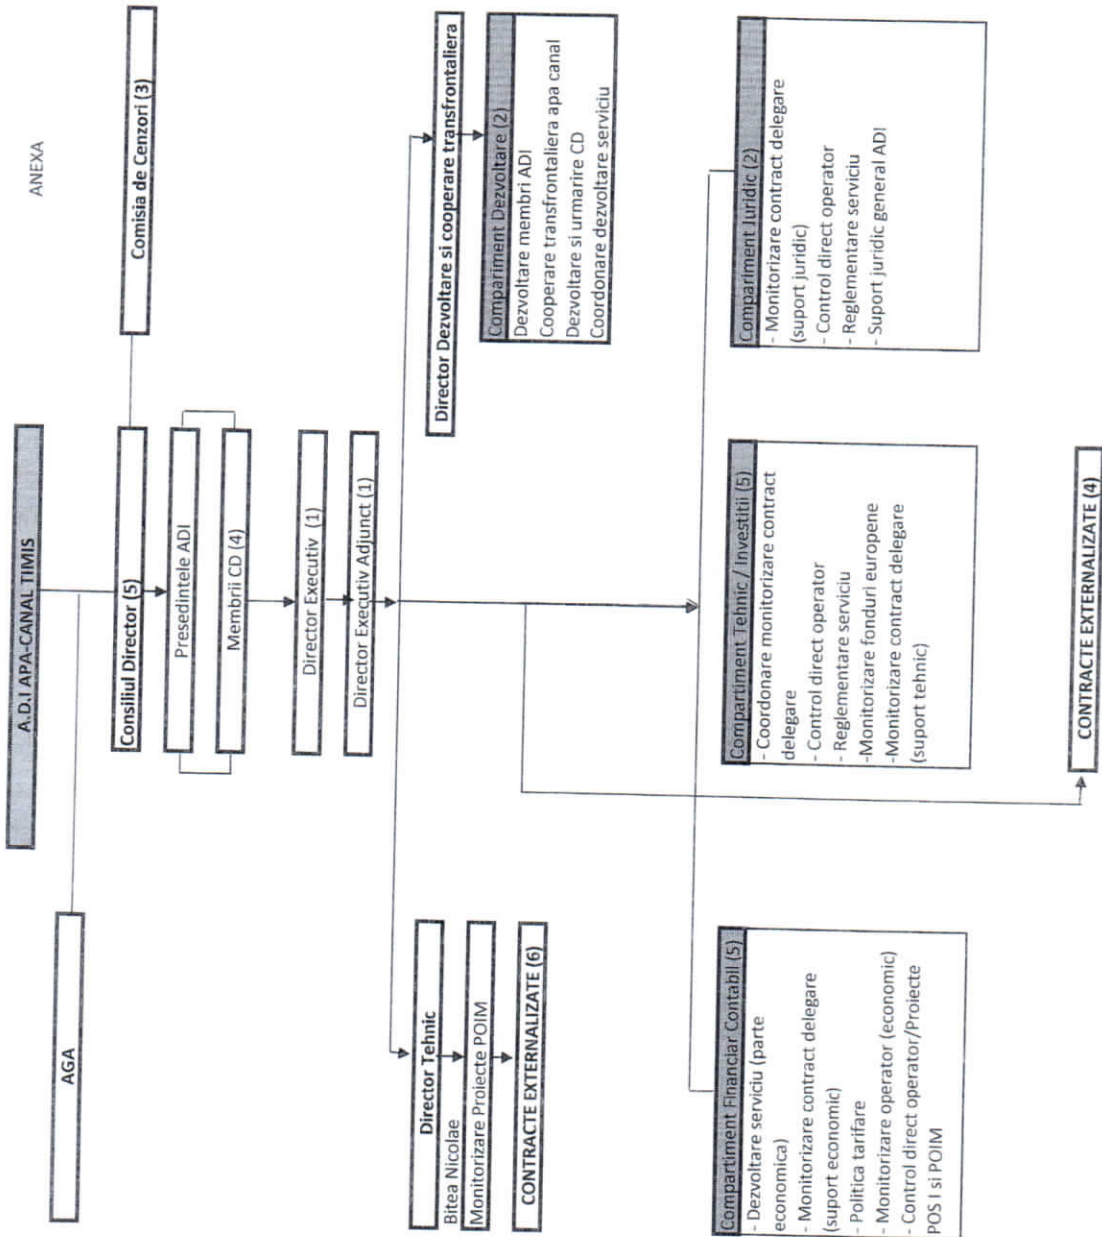 ANEXA
A.D.I APA-CANAL TIMIS
AGA
Consiliul Director (5)
Comisia de Cenzori (3)
Presedintele ADI
Membrii CD (4)
Director Executiv (1)
Director Executiv Adjunct (1)
Director Tehnic
Bitea Nicolae
Monitorizare Proiecte POIM
CONTRACTE EXTERNALIZATE (6)
Director Dezvoltare si cooperare transfrontaliera
Compariment Dezvoltare (2)
Dezvoltare membri ADI
Cooperare transfrontaliera apa canal
Dezvoltare si urmarire CD
Coordonare dezvoltare serviciu
Compartiment Financiar Contabil (5)
- Dezvoltare serviciu (parte
economica)
- Monitorizare contract delegare
(suport economic)
- Politica tarifare
- Monitorizare operator (economic)
- Control direct operator/Proiecte
POS I si POIM
Compartiment Tehnic / Investitii (5)
- Coordonare monitorizare contract
delegare
- Control direct operator
- Reglementare serviciu
-Monitorizare fonduri europene
-Monitorizare contract delegare
(suport tehnic)
Compartiment Juridic (2)
- Monitorizare contract delegare
(suport juridic)
- Control direct operator
- Reglementare serviciu
- Suport juridic general ADI
CONTRACTE EXTERNALIZATE (4)